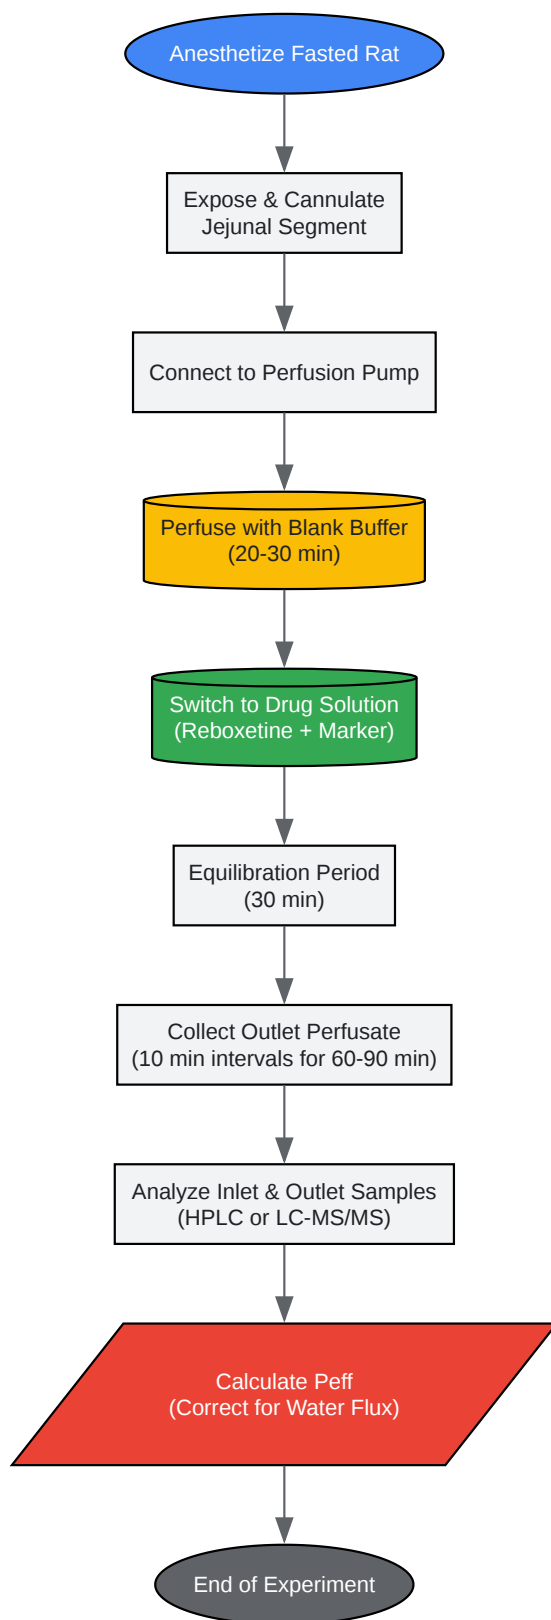 Anesthetize Fasted Rat
Expose & Cannulate
Jejunal Segment
Connect to Perfusion Pump
Perfuse with Blank Buffer
(20-30 min)
Switch to Drug Solution
(Reboxetine + Marker)
Equilibration Period
(30 min)
Collect Outlet Perfusate
(10 min intervals for 60-90 min)
Analyze Inlet & Outlet Samples
(HPLC or LC-MS/MS)
Calculate Peff
(Correct for Water Flux)
End of Experiment